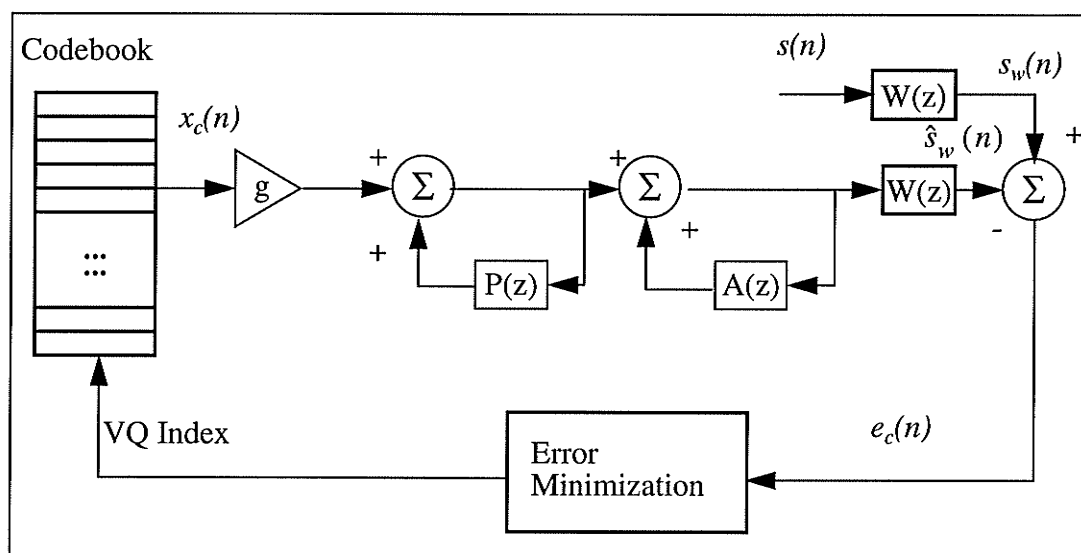 Codebook
s(n)
s_w(n)
W(z)
x_c(n)
ŝ_w (n)
+
+
+
g
Σ
Σ
W(z)
Σ
+
+
-
P(z)
A(z)
...
...
VQ Index
Error
Minimization
e_c(n)